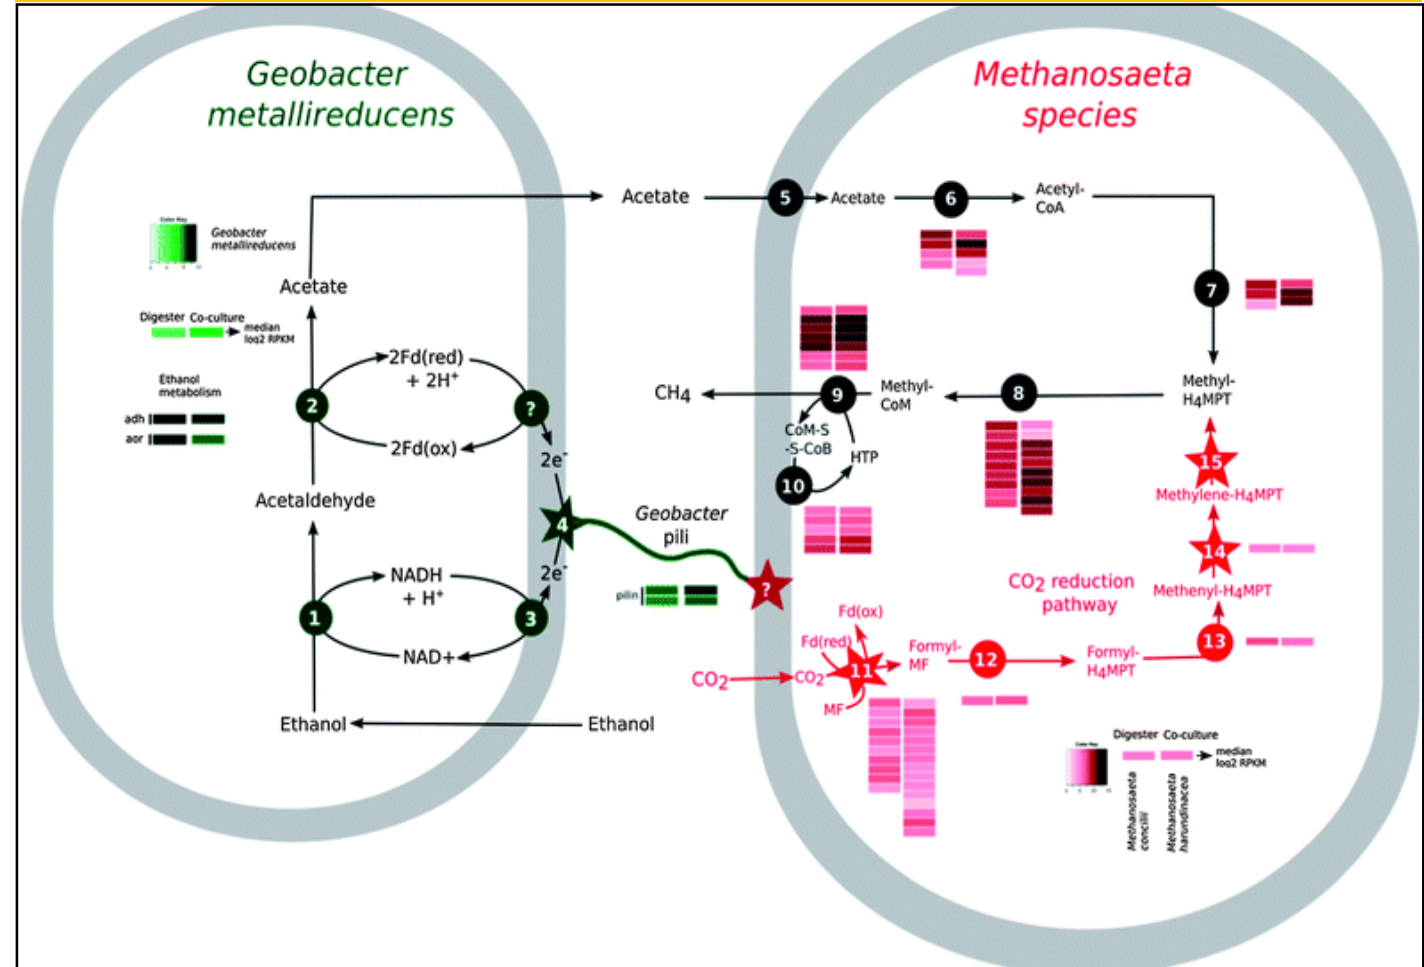 Geobacter
metallireducens
Methanosaeta
species
Acetate
5
Acetate
6
Acetyl-
CoA
Color Key
Geobacter
metallireducens
Acetate
7
Digester Co-culture
median
log2 RPKM
2Fd(red)
+ 2H+
Ethanol
metabolism
adh
aor
2
?
2Fd(ox)
2e-
CH4
9
Methyl-
CoM
8
Methyl-
H4MPT
CoM-S
-S-CoB
HTP
10
15
Methylene-H4MPT
Acetaldehyde
4
Geobacter
pili
14
2e-
NADH
+ H+
pilin
?
CO2 reduction
pathway
Methenyl-H4MPT
1
3
NAD+
Fd(ox)
Fd(red)
13
CO2
CO2
11
Formyl-
MF
12
Formyl-
H4MPT
MF
Ethanol
Ethanol
Digester Co-culture
Color Key
median
log2 RPKM
Methanosaeta
concilii
Methanosaeta
harundinacea